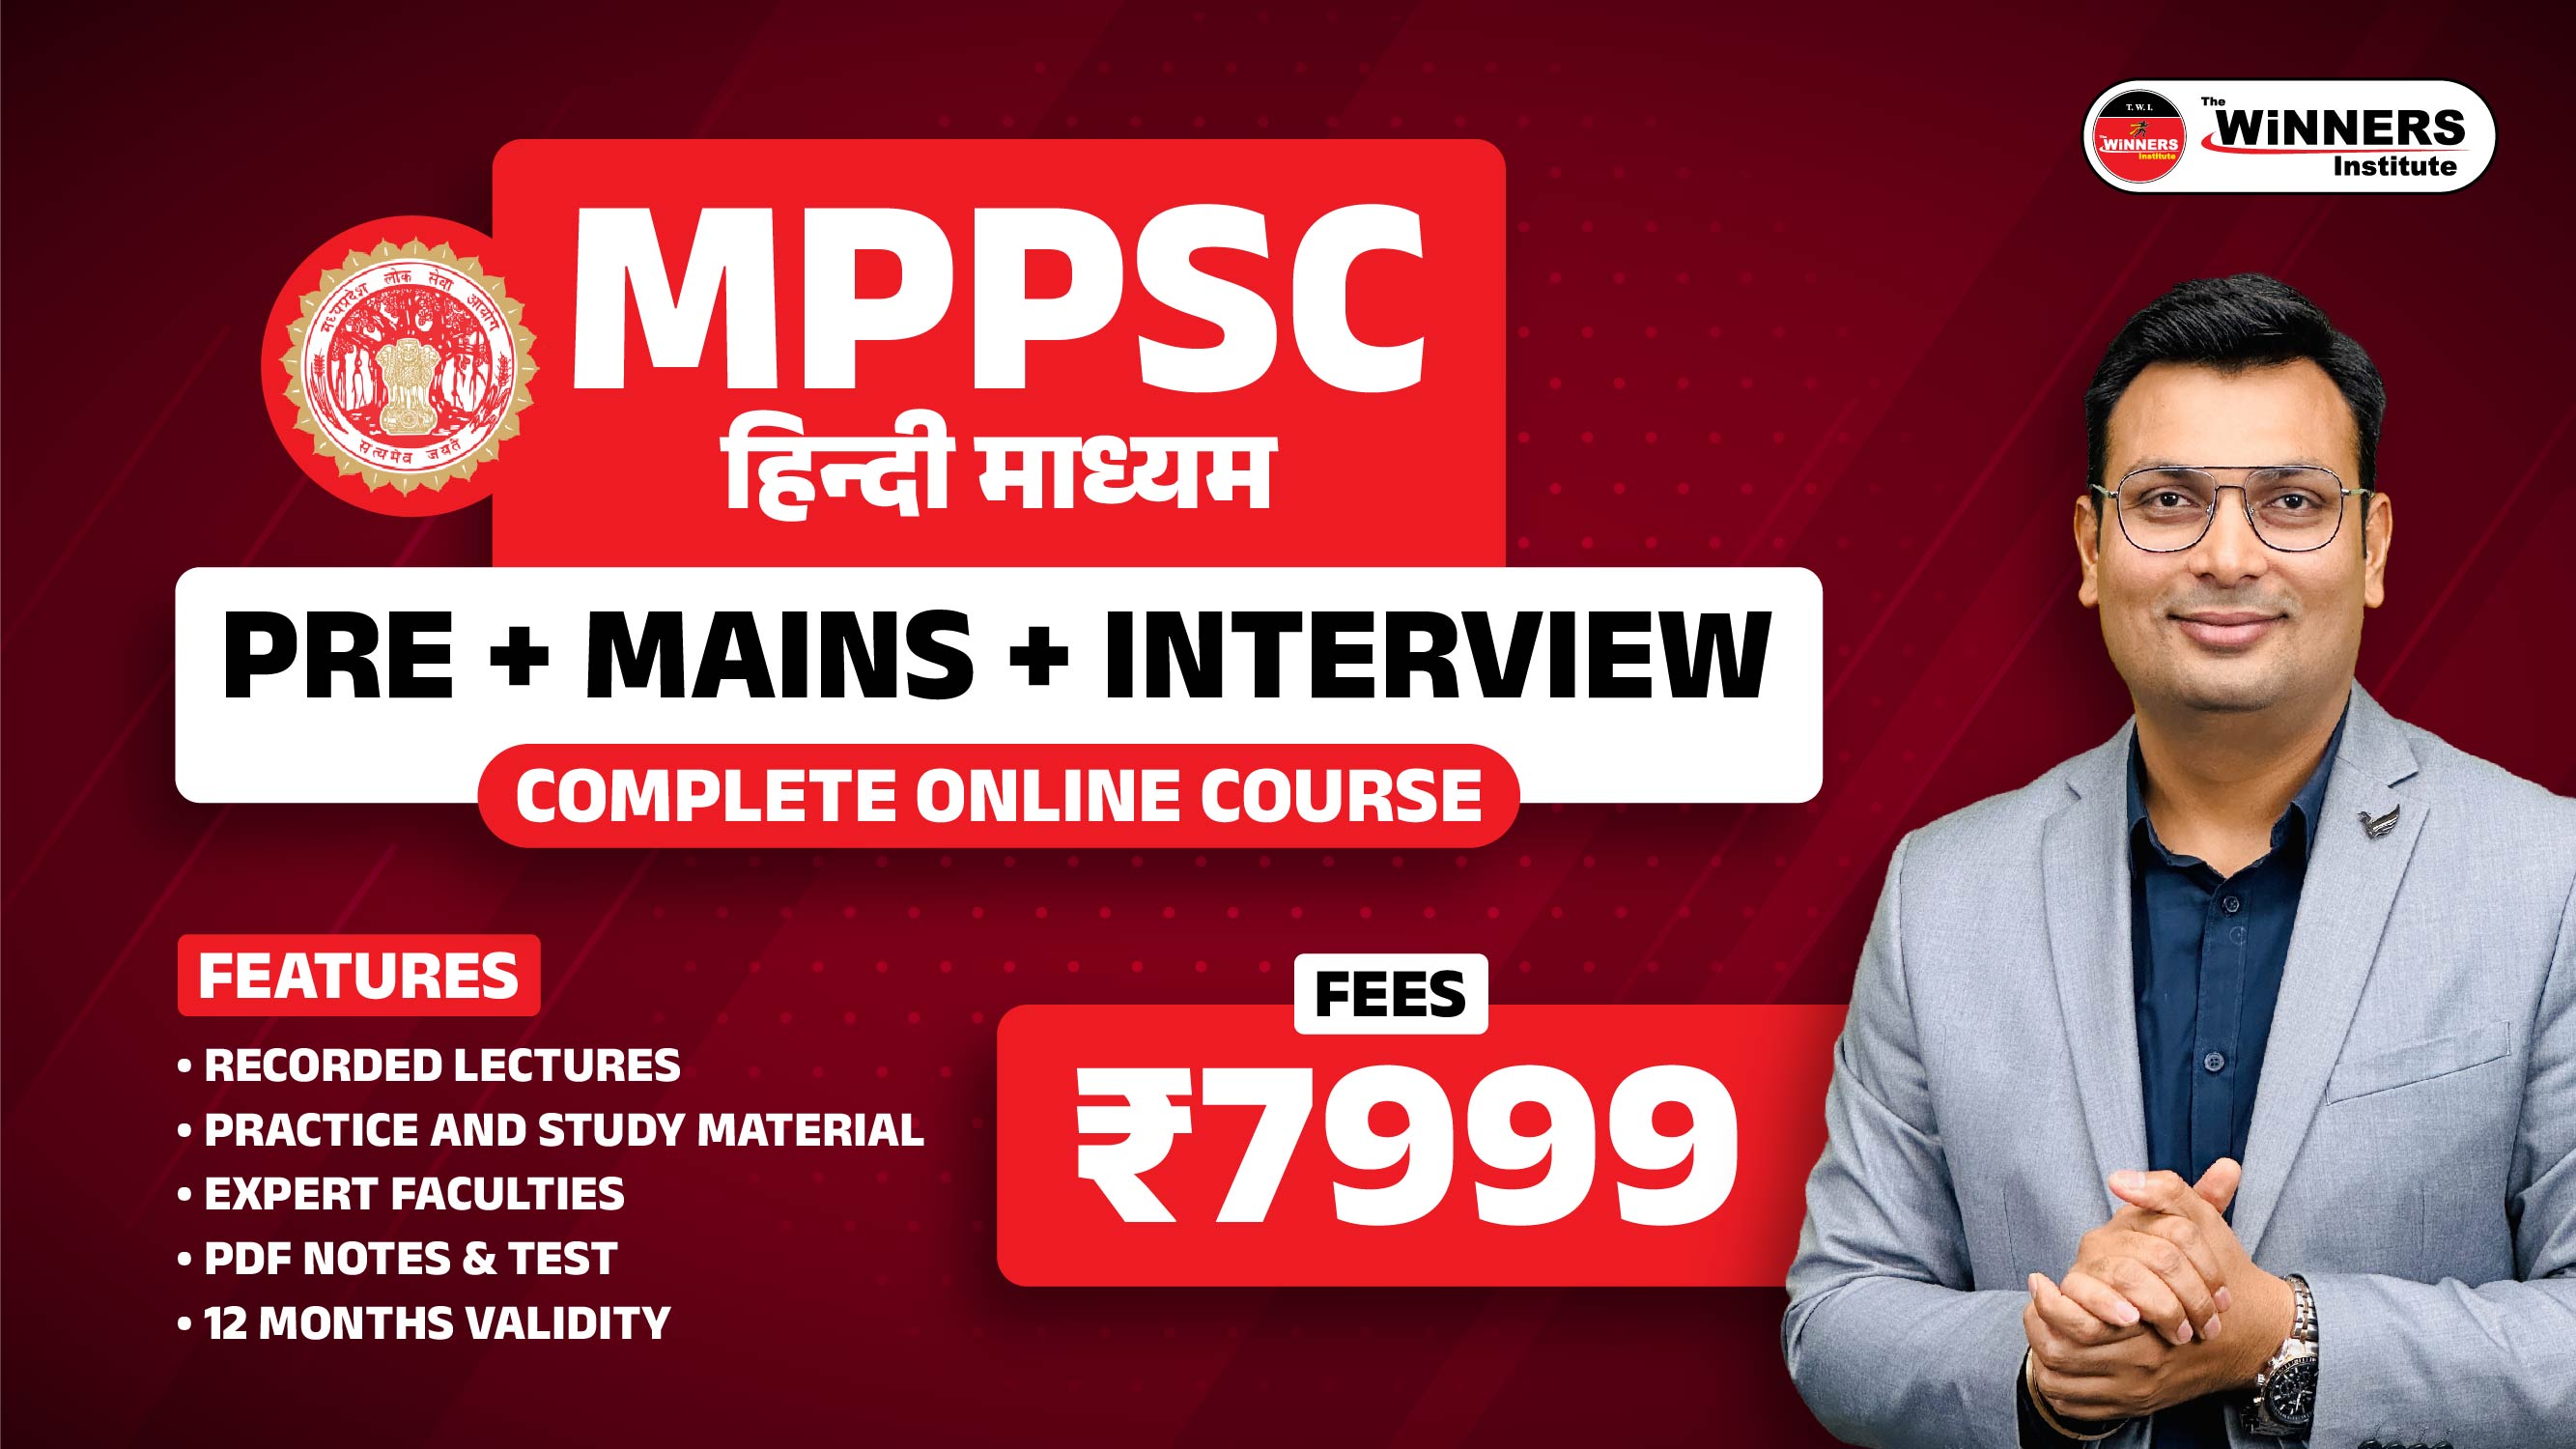 T. W. I.
The
WiNNERS
Institute
The
WiNNERS
Institute
मध्यप्रदेश लोक सेवा आयोग
सत्यमेव जयते
MPPSC
हिन्दी माध्यम
PRE + MAINS + INTERVIEW
COMPLETE ONLINE COURSE
FEATURES
• RECORDED LECTURES
• PRACTICE AND STUDY MATERIAL
• EXPERT FACULTIES
• PDF NOTES & TEST
• 12 MONTHS VALIDITY
FEES
₹7999